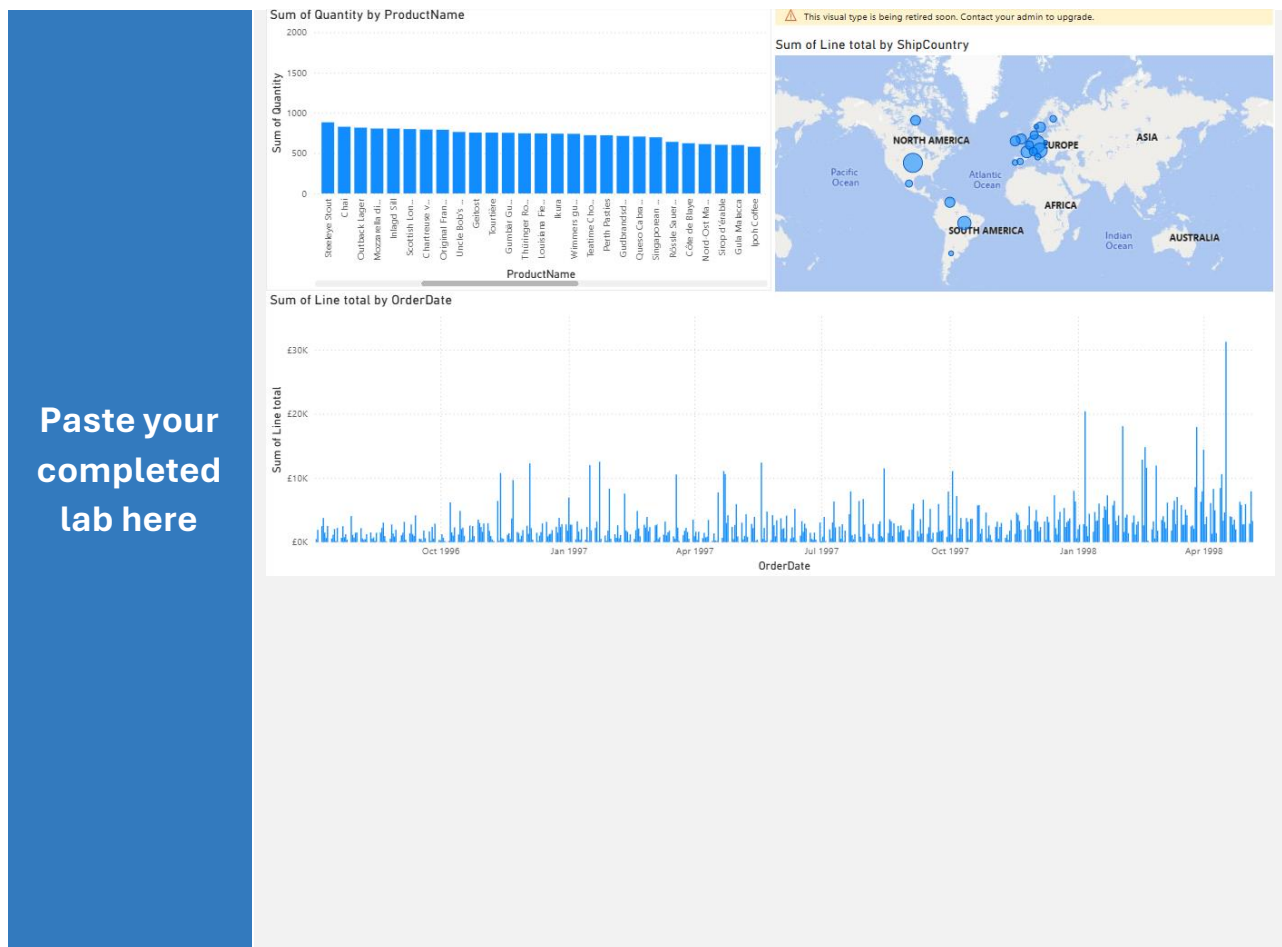 Paste your
completed
lab here
Sum of Quantity by ProductName
2000
1500
1000
500
0
Sum of Quantity
Steeleye Stout
Chai
Outback Lager
Mozzarella di...
Inlagd Sill
Scottish Lon...
Chartreuse v...
Original Fran...
Uncle Bob's ...
Geitost
Tourtière
Gumbär Gu...
Thüringer Ro...
Louisiana Fie...
Ikura
Wimmers gu...
Teatime Cho...
Perth Pasties
Gudbrandsd...
Queso Cabra ...
Singaporean ...
Rössle Sauer...
Côte de Blaye
Nord-Ost Ma...
Sirop d'érable
Gula Malacca
Ipoh Coffee
ProductName
This visual type is being retired soon. Contact your admin to upgrade.
Sum of Line total by ShipCountry
NORTH AMERICA
EUROPE
ASIA
Pacific
Ocean
Atlantic
Ocean
AFRICA
SOUTH AMERICA
Indian
Ocean
AUSTRALIA
Sum of Line total by OrderDate
£30K
£20K
£10K
£0K
Sum of Line total
Oct 1996
Jan 1997
Apr 1997
Jul 1997
Oct 1997
Jan 1998
Apr 1998
OrderDate